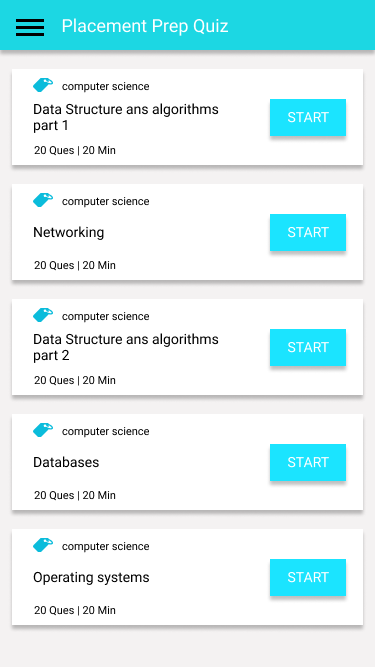 Placement Prep Quiz
computer science
Data Structure ans algorithms
part 1
START
20 Ques | 20 Min
computer science
Networking
START
20 Ques | 20 Min
computer science
Data Structure ans algorithms
part 2
START
20 Ques | 20 Min
computer science
Databases
START
20 Ques | 20 Min
computer science
Operating systems
START
20 Ques | 20 Min